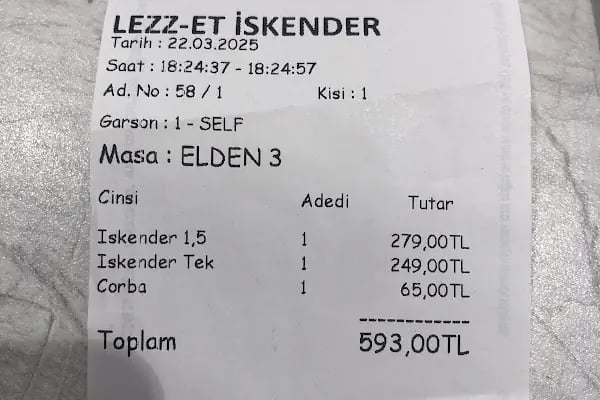 LEZZ-ET İSKENDER
Tarih : 22.03.2025
Saat : 18:24:37 - 18:24:57
Ad. No : 58 / 1 Kisi : 1
Garson : 1 - SELF
Masa : ELDEN 3
Cinsi Adedi Tutar
Iskender 1,5 1 279,00TL
Iskender Tek 1 249,00TL
Corba 1 65,00TL
------------
Toplam 593,00TL